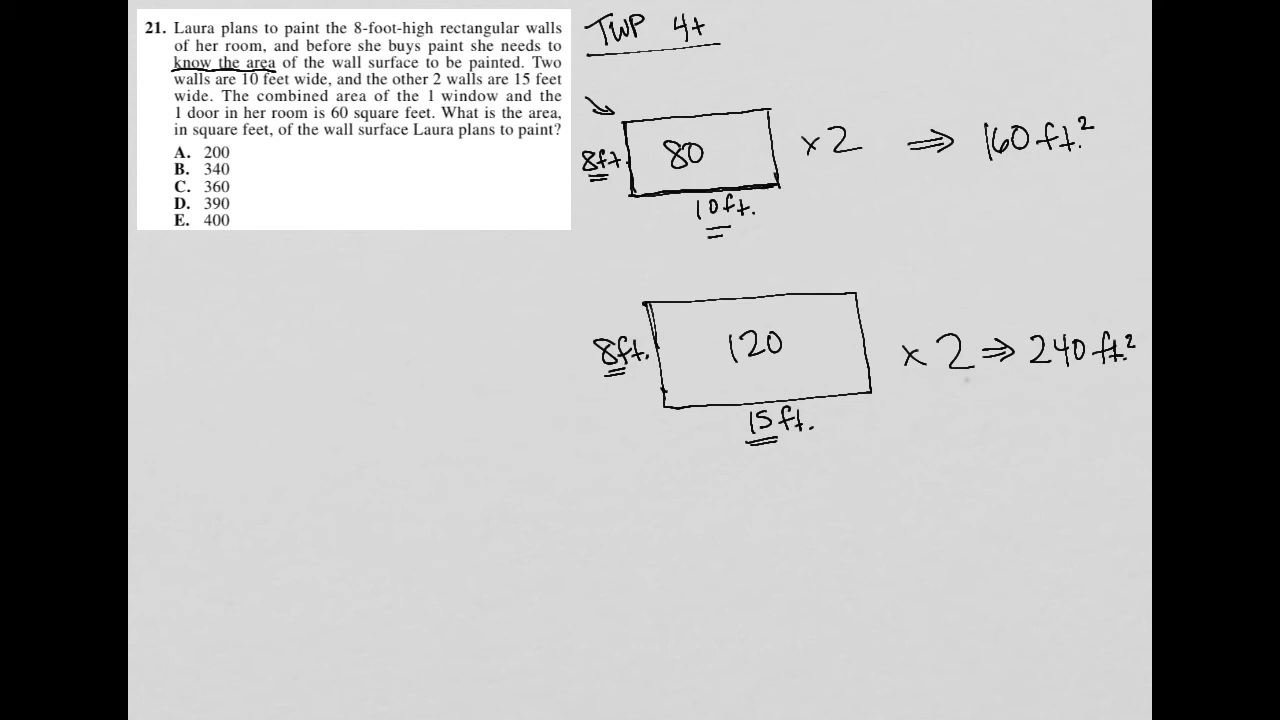 21. Laura plans to paint the 8-foot-high rectangular walls
of her room, and before she buys paint she needs to
know the area of the wall surface to be painted. Two
walls are 10 feet wide, and the other 2 walls are 15 feet
wide. The combined area of the 1 window and the
1 door in her room is 60 square feet. What is the area,
in square feet, of the wall surface Laura plans to paint?
A. 200
B. 340
C. 360
D. 390
E. 400
TWP 4+
8ft. 80 x2 ⇒ 160 ft.²
10ft.
8ft. 120 x2 ⇒ 240 ft.²
15 ft.